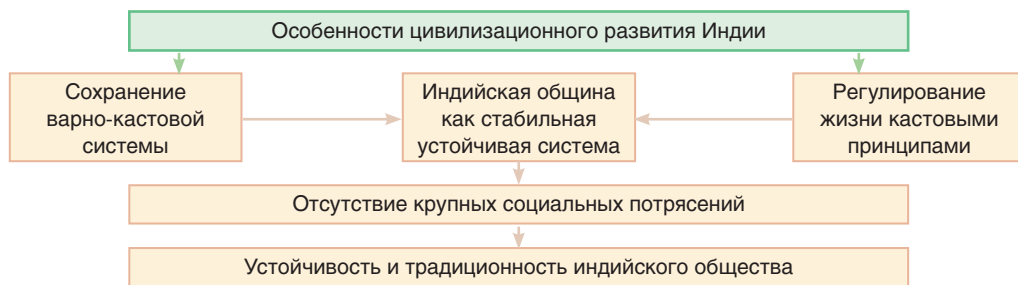 Особенности цивилизационного развития Индии
Сохранение
варно-кастовой
системы
Индийская община
как стабильная
устойчивая система
Регулирование
жизни кастовыми
принципами
Отсутствие крупных социальных потрясений
Устойчивость и традиционность индийского общества